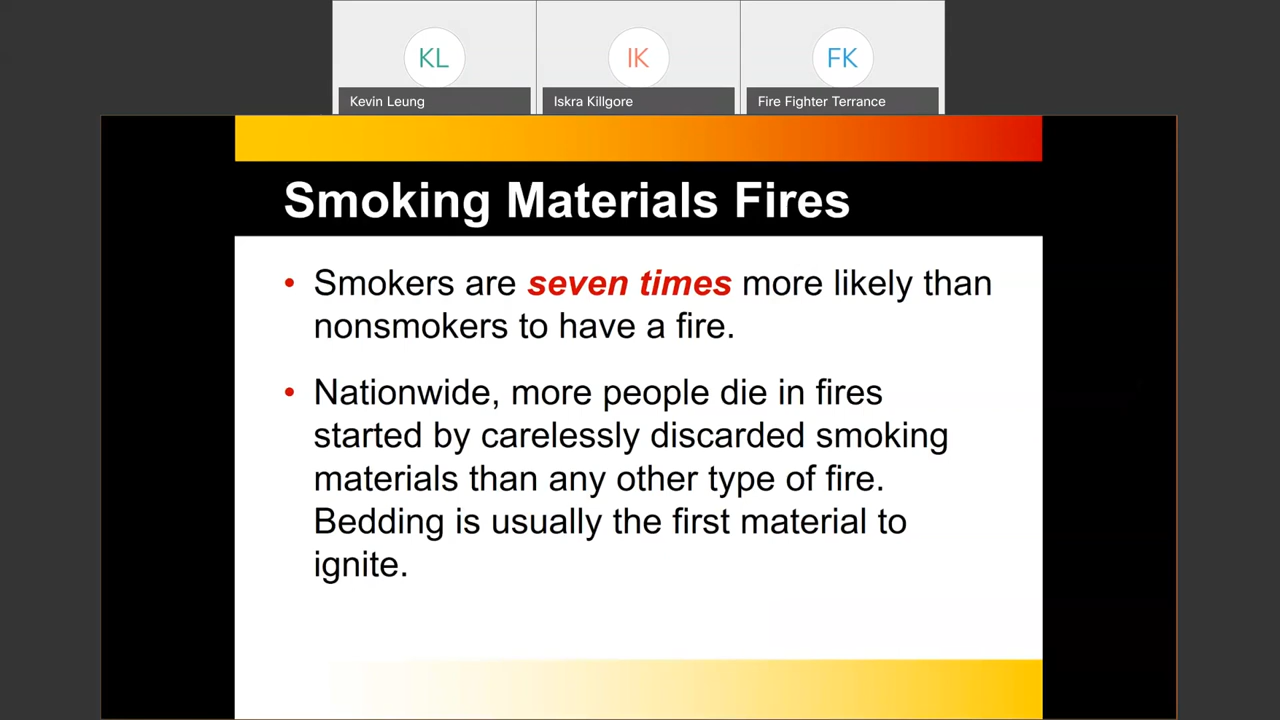 KL
IK
FK
Kevin Leung
Iskra Killgore
Fire Fighter Terrance
Smoking Materials Fires
• Smokers are seven times more likely than
nonsmokers to have a fire.
• Nationwide, more people die in fires
started by carelessly discarded smoking
materials than any other type of fire.
Bedding is usually the first material to
ignite.